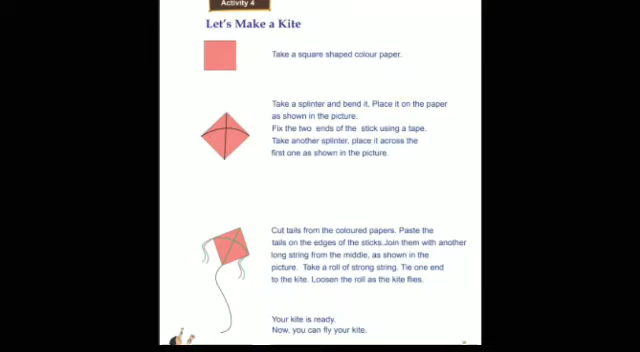 Activity 4
Let's Make a Kite
Take a square shaped colour paper.
Take a splinter and bend it. Place it on the paper
as shown in the picture.
Fix the two ends of the stick using a tape.
Take another splinter, place it across the
first one as shown in the picture.
Cut tails from the coloured papers. Paste the
tails on the edges of the sticks.Join them with another
long string from the middle, as shown in the
picture. Take a roll of strong string. Tie one end
to the kite. Loosen the roll as the kite flies.
Your kite is ready.
Now, you can fly your kite.